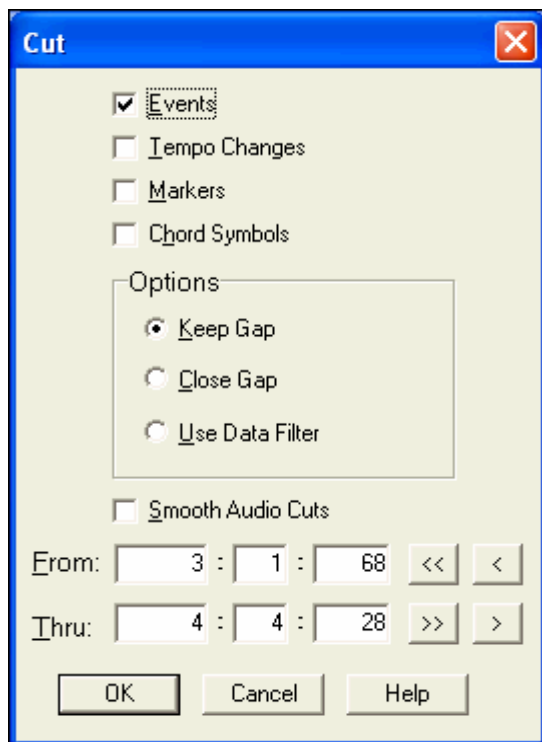 Cut
Events
Tempo Changes
Markers
Chord Symbols
Options
Keep Gap
Close Gap
Use Data Filter
Smooth Audio Cuts
From: 3 : 1 : 68 << <
Thru: 4 : 4 : 28 >> >
OK Cancel Help